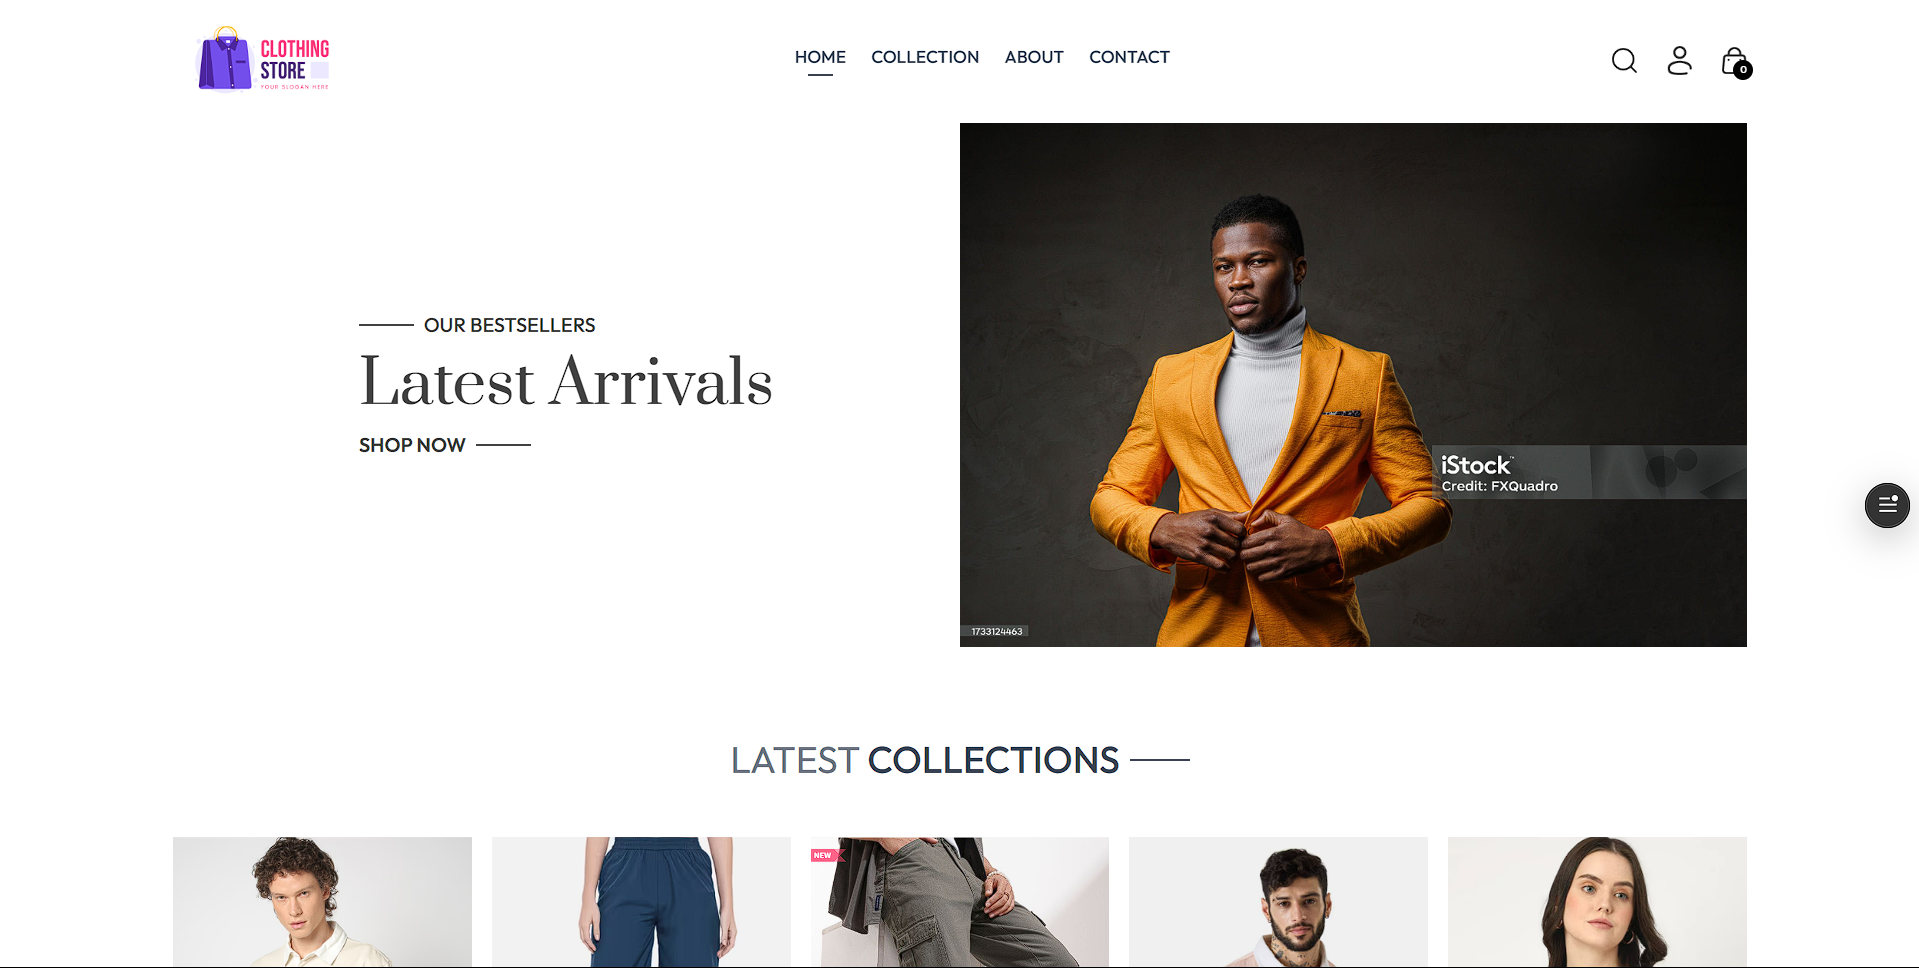 CLOTHING
STORE
YOUR SLOGAN HERE
HOME COLLECTION ABOUT CONTACT
0
OUR BESTSELLERS
Latest Arrivals
SHOP NOW
iStock™
Credit: FXQuadro
1733124463
LATEST COLLECTIONS
NEW